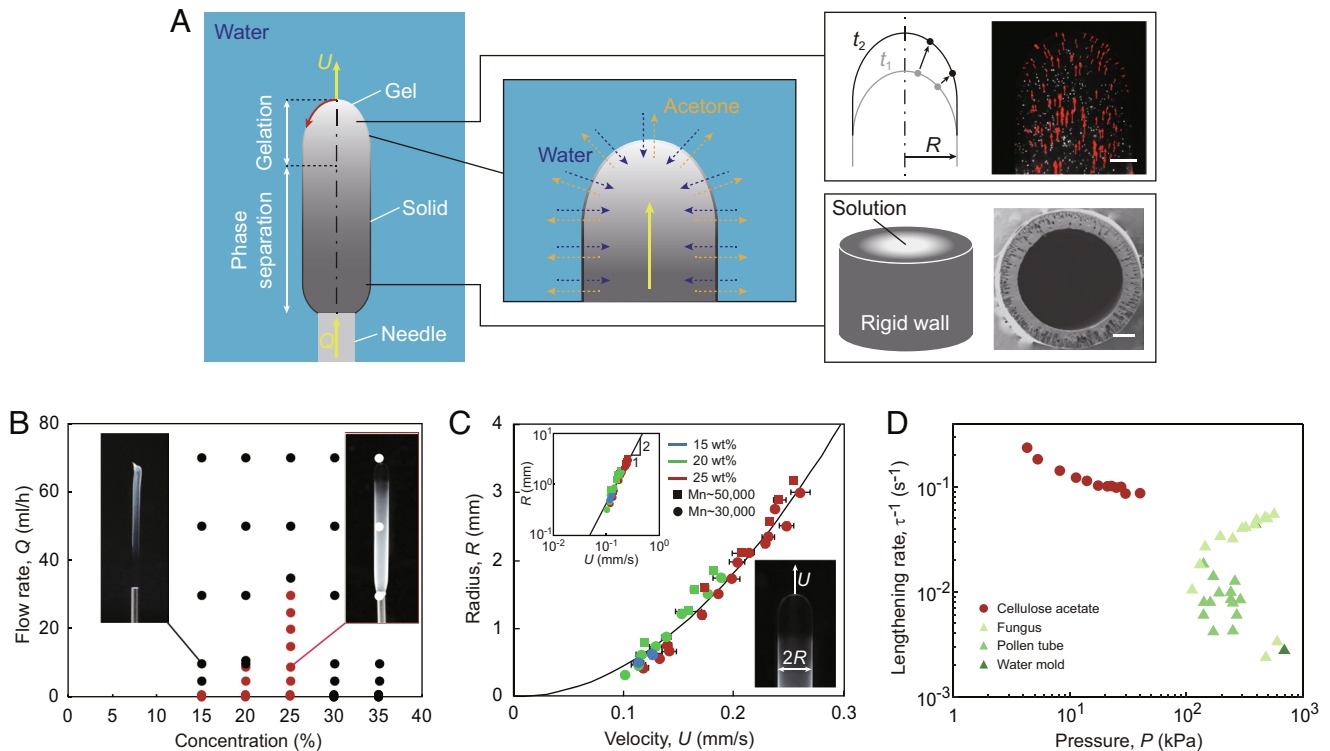 A
Water
U
Gel
Gelation
Phase
separation
Solid
Q
Needle
Acetone
Water
t2
t1
R
Solution
Rigid wall
B
Flow rate, Q (ml/h)
80
70
60
50
40
30
20
10
0
0 5 10 15 20 25 30 35 40
Concentration (%)
C
Radius, R (mm)
4
3
2
1
0
0 0.1 0.2 0.3
Velocity, U (mm/s)
R (mm)
10^1
10^0
10^-1
10^-2 10^-1 10^0
U (mm/s)
2
1
15 wt%
20 wt%
25 wt%
Mn~50,000
Mn~30,000
U
2R
D
Lengthening rate, τ^-1 (s^-1)
10^-1
10^-2
10^-3
1 10 10^2 10^3
Pressure, P (kPa)
Cellulose acetate
Fungus
Pollen tube
Water mold